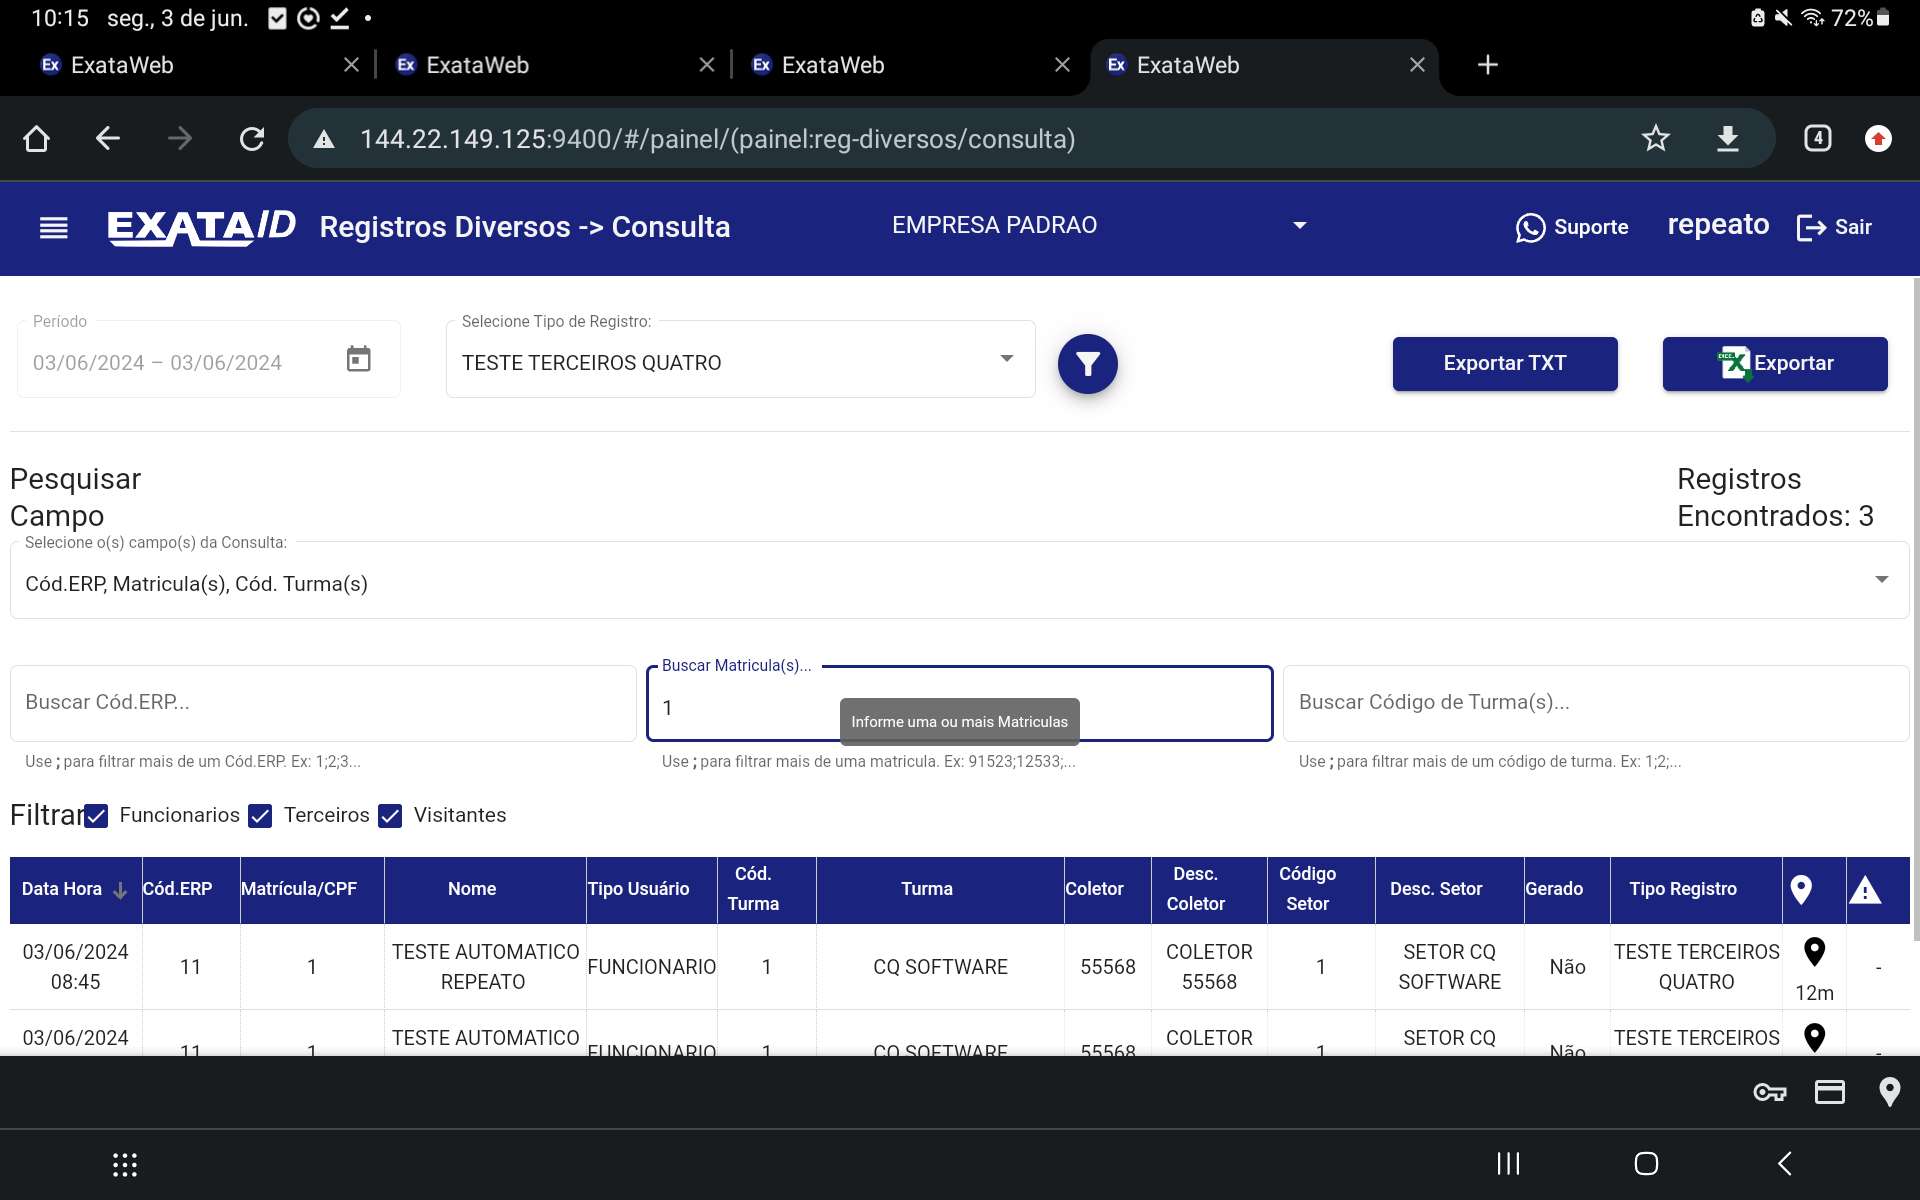 10:15 seg., 3 de jun. 72%
Ex ExataWeb Ex ExataWeb Ex ExataWeb Ex ExataWeb
144.22.149.125:9400/#/painel/(painel:reg-diversos/consulta) 4
EXATA/ID Registros Diversos -> Consulta EMPRESA PADRAO Suporte repeato Sair
Período
03/06/2024 – 03/06/2024
Selecione Tipo de Registro:
TESTE TERCEIROS QUATRO
Exportar TXT
Exportar
Pesquisar
Campo
Registros
Encontrados: 3
Selecione o(s) campo(s) da Consulta:
Cód.ERP, Matricula(s), Cód. Turma(s)
Buscar Cód.ERP...
Use ; para filtrar mais de um Cód.ERP. Ex: 1;2;3...
Buscar Matricula(s)...
1
Informe uma ou mais Matriculas
Use ; para filtrar mais de uma matricula. Ex: 91523;12533;...
Buscar Código de Turma(s)...
Use ; para filtrar mais de um código de turma. Ex: 1;2;...
Filtrar Funcionarios Terceiros Visitantes
Data Hora Cód.ERP Matrícula/CPF Nome Tipo Usuário Cód. Turma Turma Coletor Desc. Coletor Código Setor Desc. Setor Gerado Tipo Registro
03/06/2024 08:45 11 1 TESTE AUTOMATICO REPEATO FUNCIONARIO 1 CQ SOFTWARE 55568 COLETOR 55568 1 SETOR CQ SOFTWARE Não TESTE TERCEIROS QUATRO 12m -
03/06/2024 11 1 TESTE AUTOMATICO FUNCIONARIO 1 CQ SOFTWARE 55568 COLETOR 1 SETOR CQ Não TESTE TERCEIROS -